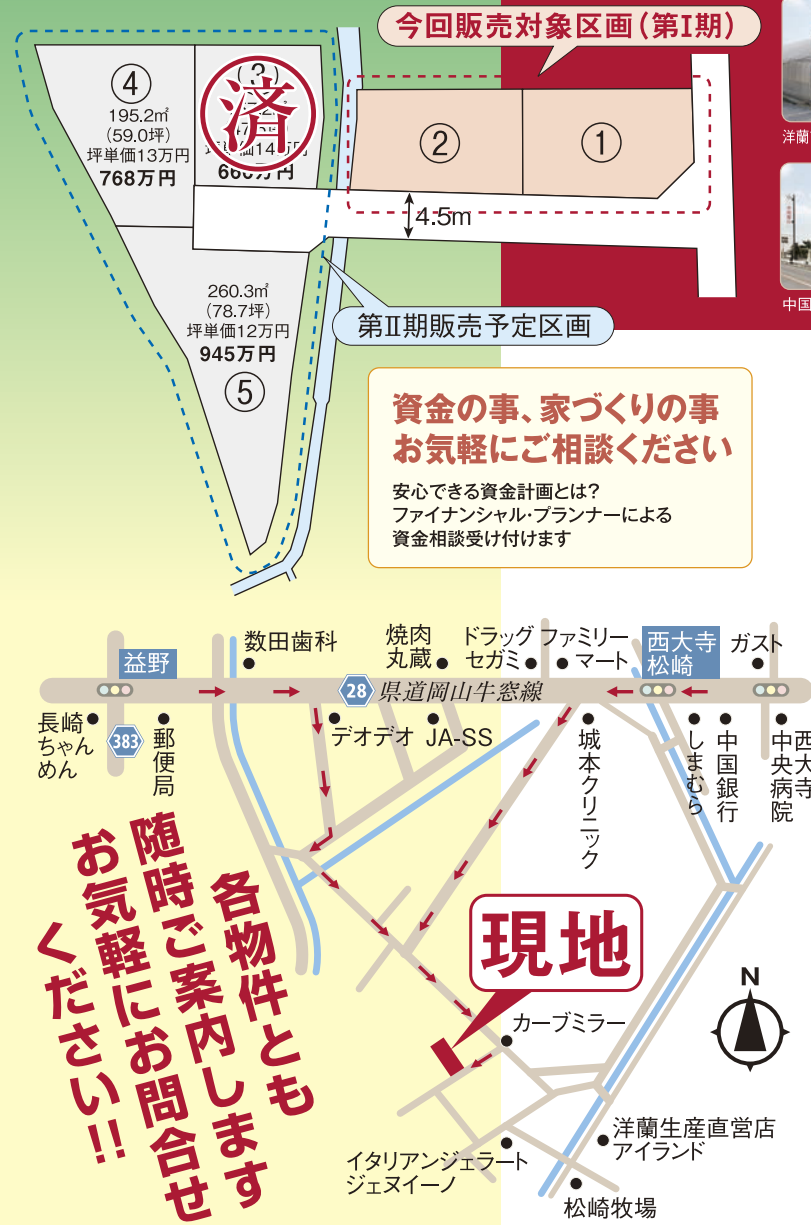 今回販売対象区画（第Ⅰ期）
④
195.2㎡
（59.0坪）
坪単価13万円
768万円
済
②
①
4.5m
260.3㎡
（78.7坪）
坪単価12万円
945万円
⑤
第Ⅱ期販売予定区画
洋蘭
中国
資金の事、家づくりの事
お気軽にご相談ください
安心できる資金計画とは?
ファイナンシャル・プランナーによる
資金相談受け付けます
益野
数田歯科
焼肉
丸蔵
ドラッグ
セガミ
ファミリー
マート
西大寺
松崎
ガスト
28
県道岡山牛窓線
長崎
ちゃん
めん
383
郵便局
デオデオ
JA-SS
城本クリニック
しまむら
中国銀行
西大寺
中央病院
各物件とも
随時ご案内します
お気軽にお問合せ
ください!!
現地
カーブミラー
N
イタリアンジェラート
ジェヌイーノ
洋蘭生産直営店
アイランド
松崎牧場